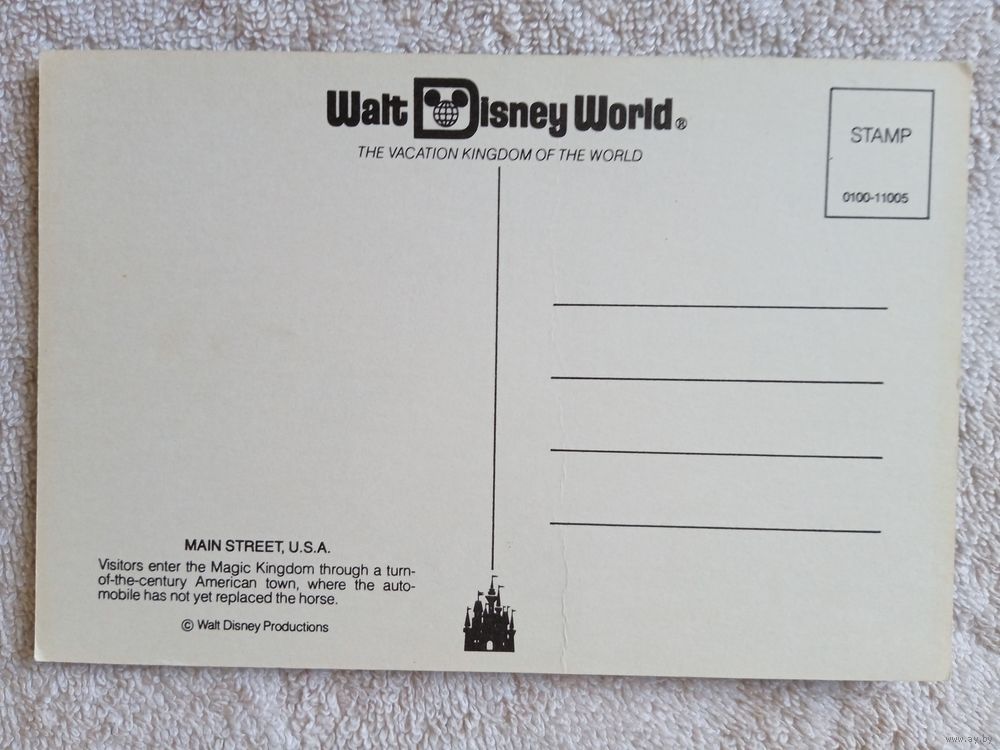 Walt Disney World®
THE VACATION KINGDOM OF THE WORLD
STAMP
0100-11005
MAIN STREET, U.S.A.
Visitors enter the Magic Kingdom through a turn-
of-the-century American town, where the auto-
mobile has not yet replaced the horse.
© Walt Disney Productions
www.ay.by